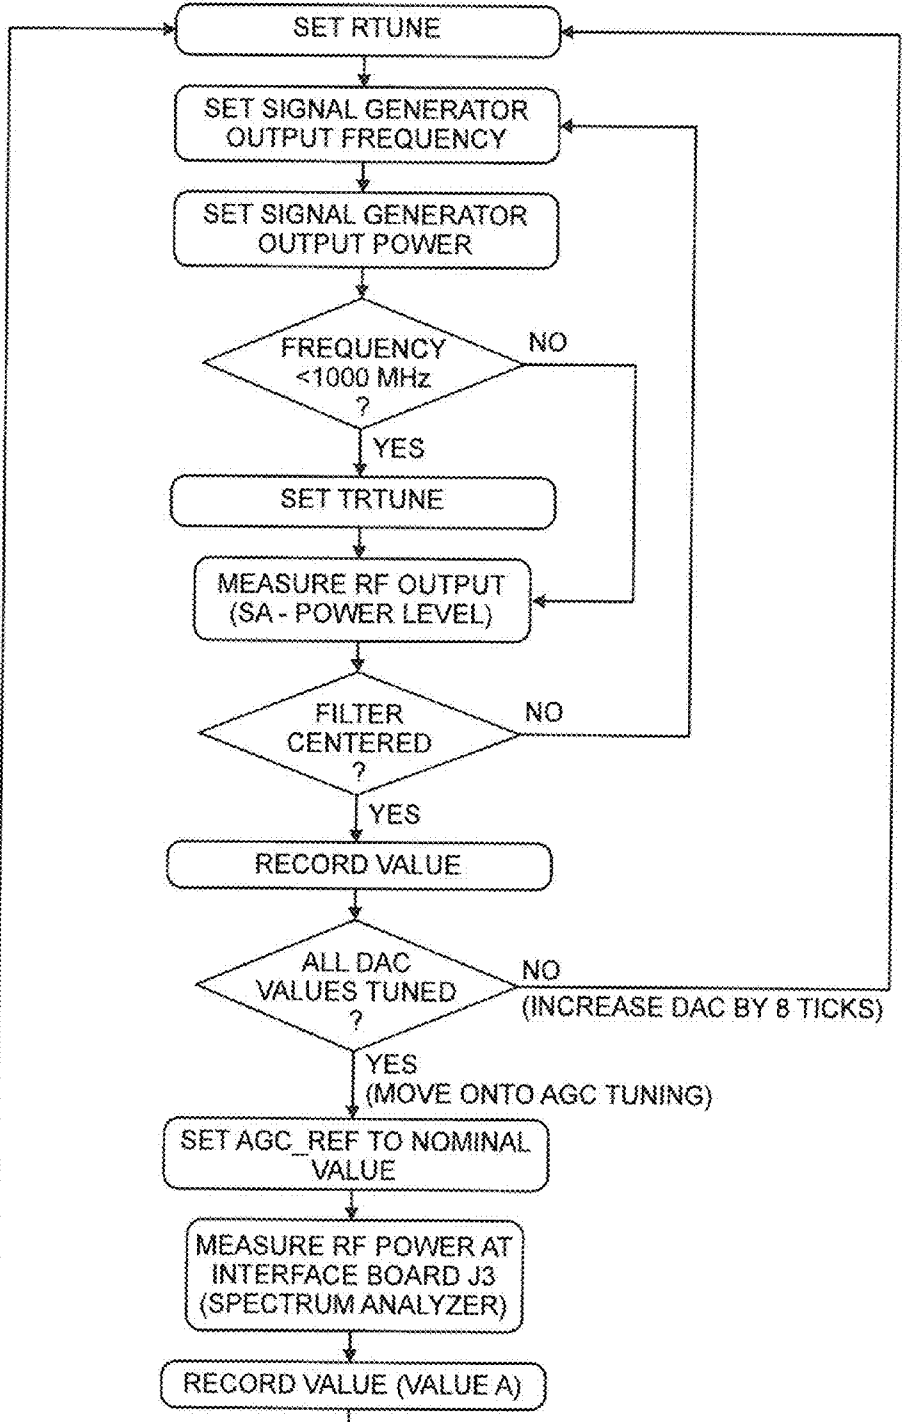 SET RTUNE
SET SIGNAL GENERATOR
OUTPUT FREQUENCY
SET SIGNAL GENERATOR
OUTPUT POWER
FREQUENCY
<1000 MHz
?
NO
YES
SET TRTUNE
MEASURE RF OUTPUT
(SA - POWER LEVEL)
FILTER
CENTERED
?
NO
YES
RECORD VALUE
ALL DAC
VALUES TUNED
?
NO
(INCREASE DAC BY 8 TICKS)
YES
(MOVE ONTO AGC TUNING)
SET AGC_REF TO NOMINAL
VALUE
MEASURE RF POWER AT
INTERFACE BOARD J3
(SPECTRUM ANALYZER)
RECORD VALUE (VALUE A)